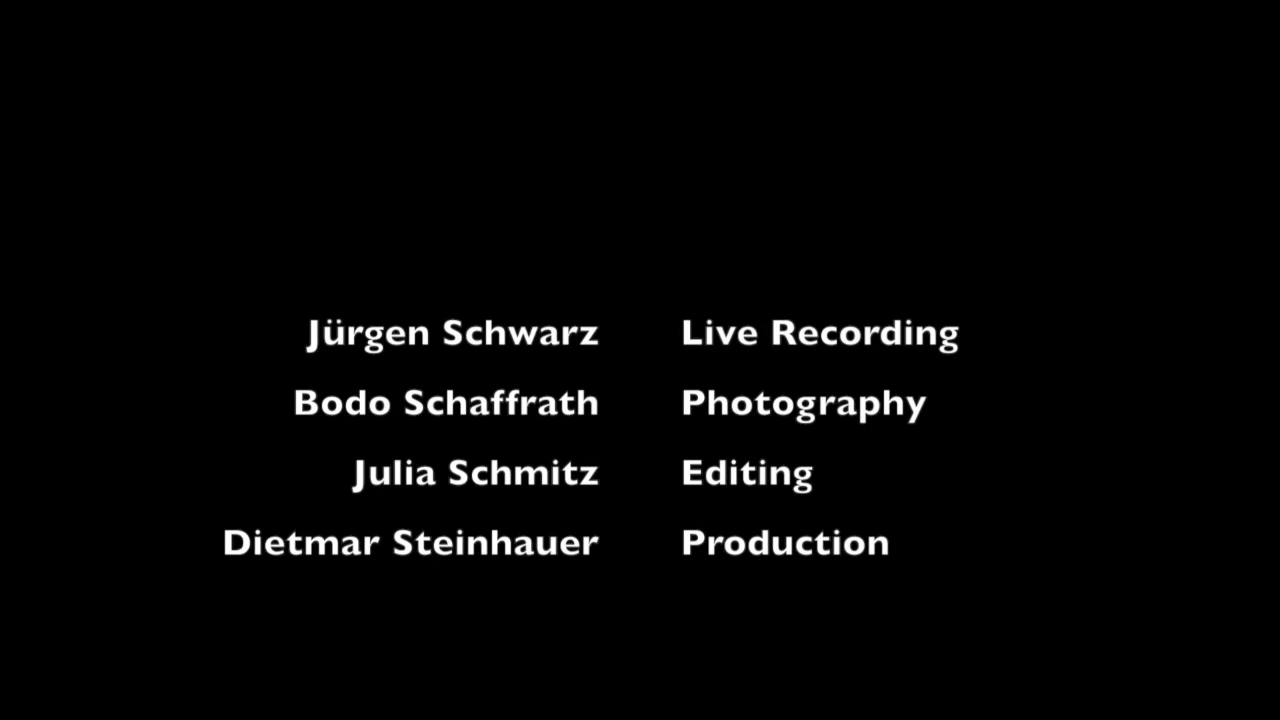 Jürgen Schwarz Live Recording
Bodo Schaffrath Photography
Julia Schmitz Editing
Dietmar Steinhauer Production